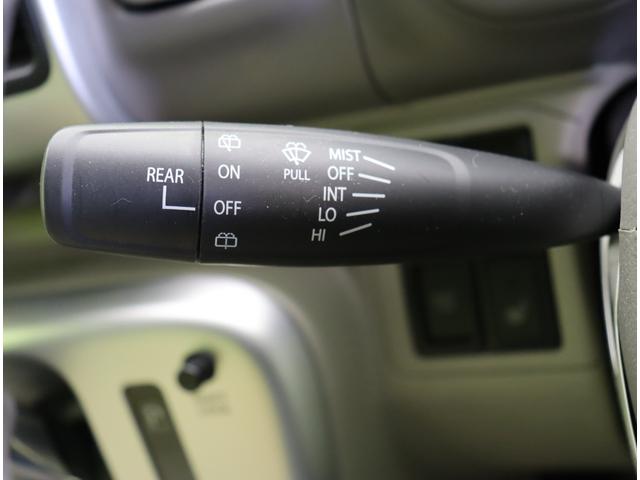 REAR
ON
OFF
PULL
MIST
OFF
INT
LO
HI